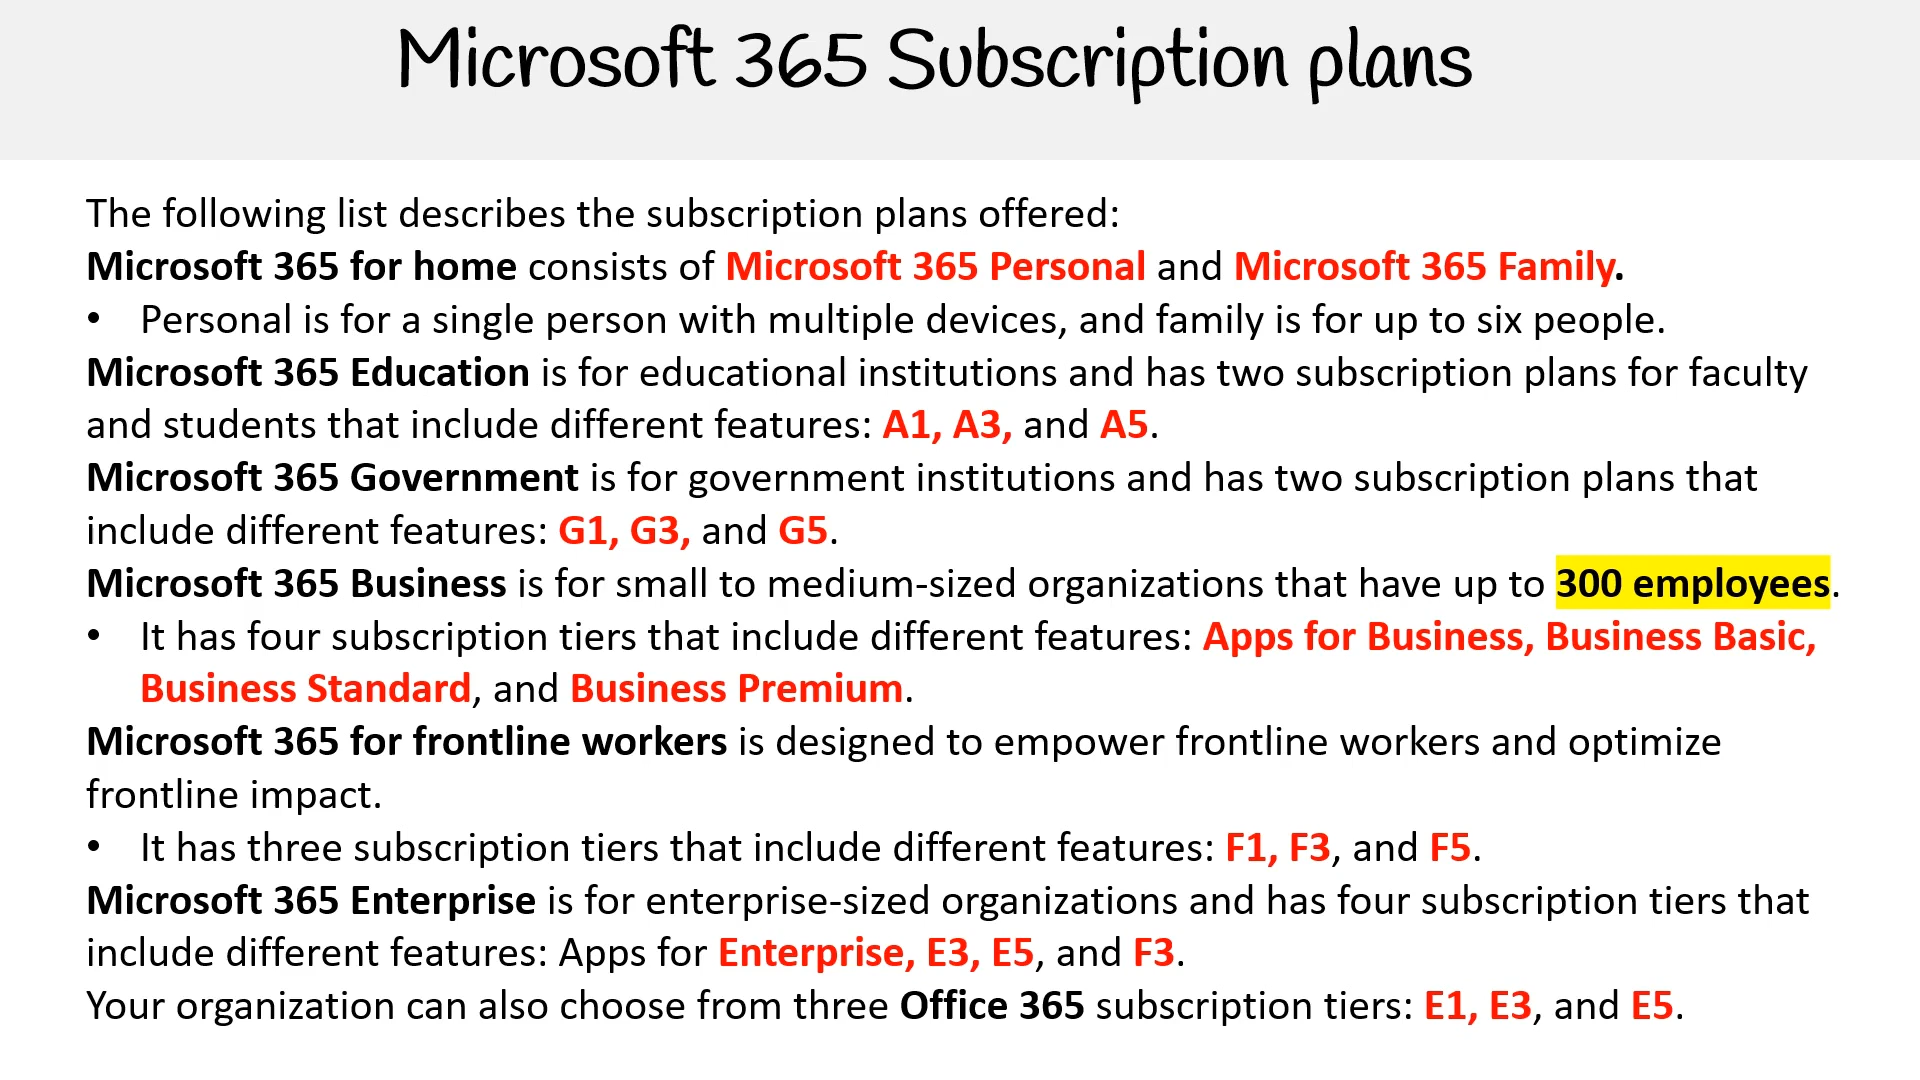 Microsoft 365 Subscription plans
The following list describes the subscription plans offered:
Microsoft 365 for home consists of Microsoft 365 Personal and Microsoft 365 Family.
• Personal is for a single person with multiple devices, and family is for up to six people.
Microsoft 365 Education is for educational institutions and has two subscription plans for faculty
and students that include different features: A1, A3, and A5.
Microsoft 365 Government is for government institutions and has two subscription plans that
include different features: G1, G3, and G5.
Microsoft 365 Business is for small to medium-sized organizations that have up to 300 employees.
• It has four subscription tiers that include different features: Apps for Business, Business Basic,
Business Standard, and Business Premium.
Microsoft 365 for frontline workers is designed to empower frontline workers and optimize
frontline impact.
• It has three subscription tiers that include different features: F1, F3, and F5.
Microsoft 365 Enterprise is for enterprise-sized organizations and has four subscription tiers that
include different features: Apps for Enterprise, E3, E5, and F3.
Your organization can also choose from three Office 365 subscription tiers: E1, E3, and E5.